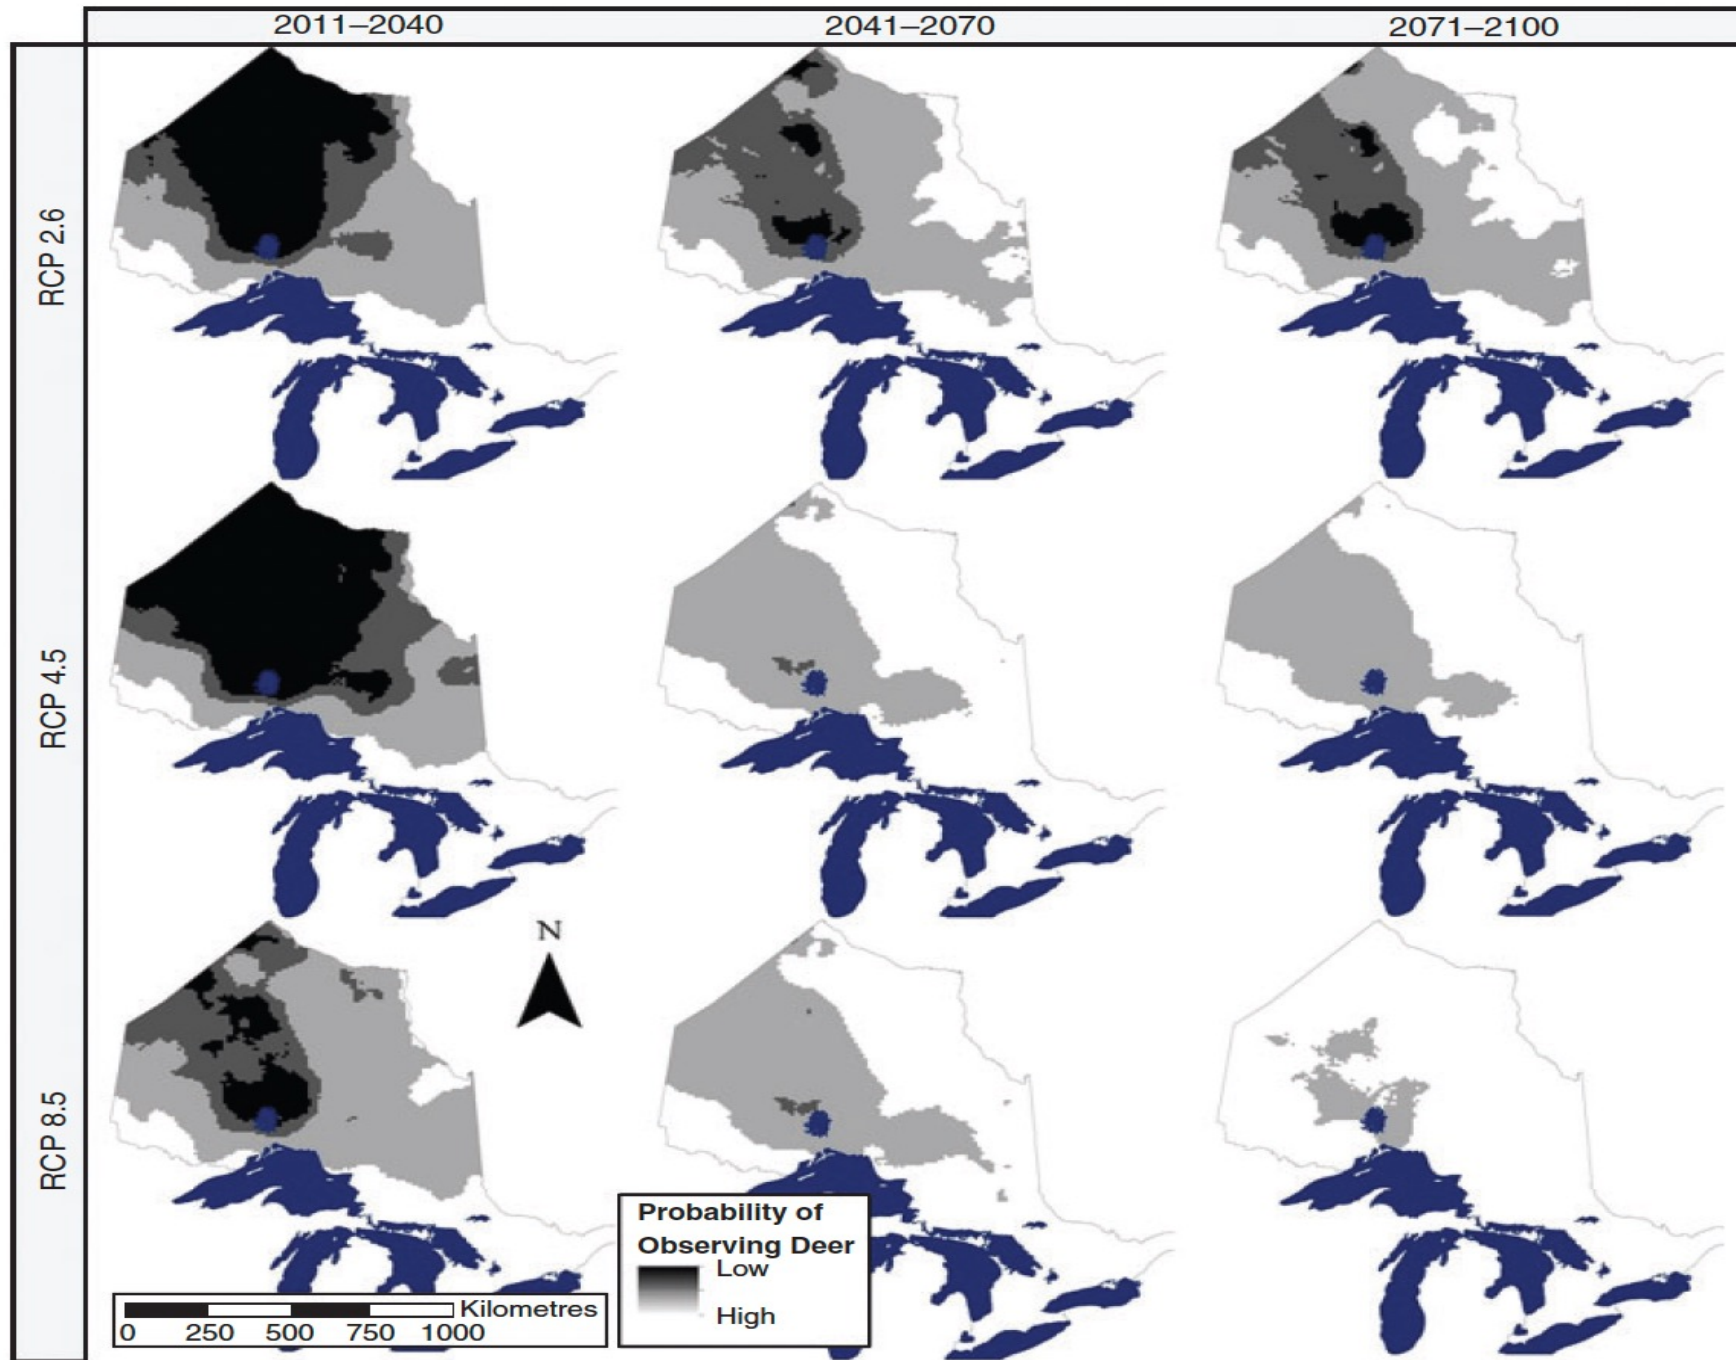 2011–2040
2041–2070
2071–2100
RCP 2.6
RCP 4.5
RCP 8.5
N
Probability of
Observing Deer
Low
High
Kilometres
0 250 500 750 1000